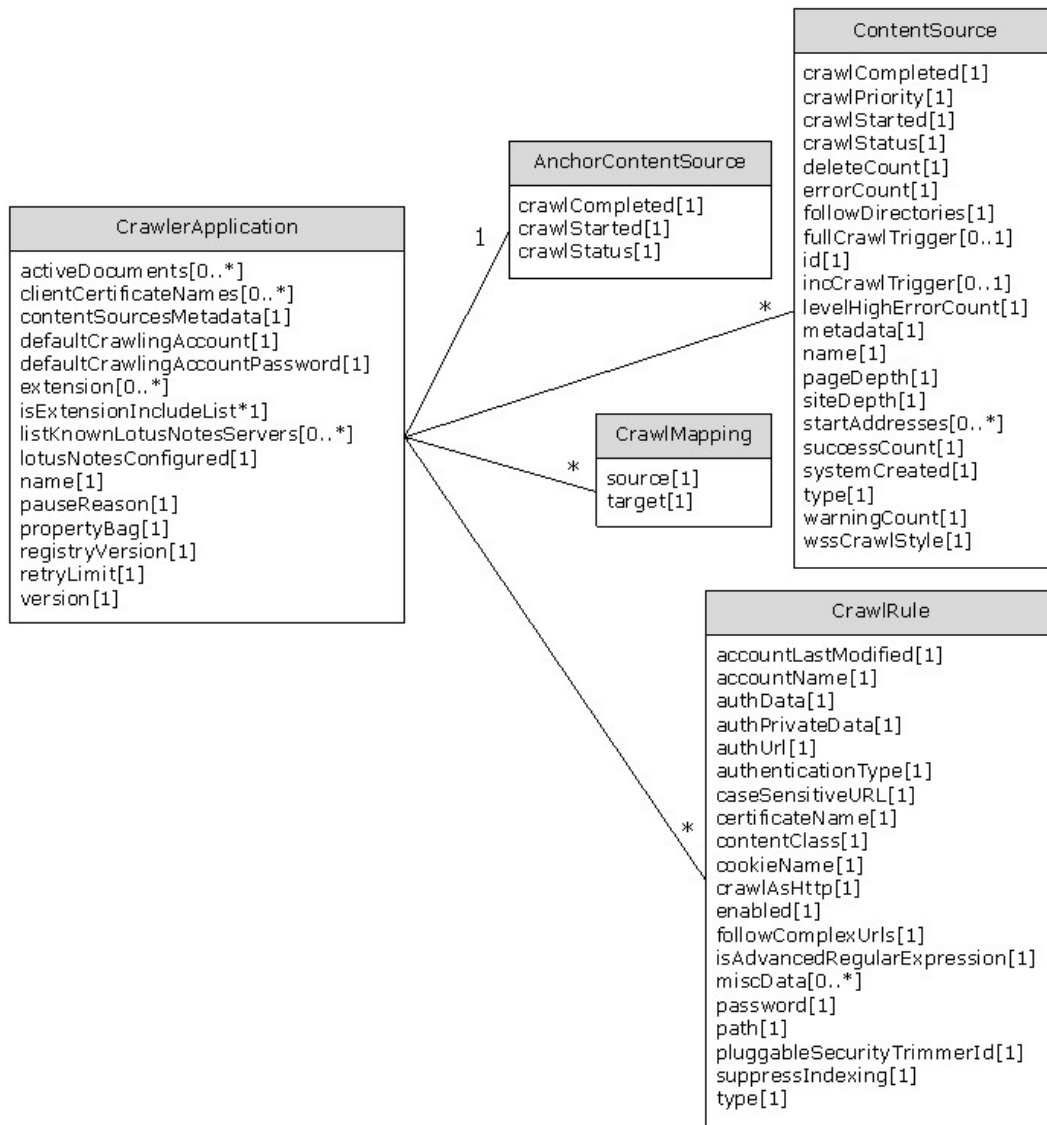 CrawlerApplication
activeDocuments[0..*]
clientCertificateNames[0..*]
contentSourcesMetadata[1]
defaultCrawlingAccount[1]
defaultCrawlingAccountPassword[1]
extension[0..*]
isExtensionIncludeList*1]
listKnownLotusNotesServers[0..*]
lotusNotesConfigured[1]
name[1]
pauseReason[1]
propertyBag[1]
registryVersion[1]
retryLimit[1]
version[1]
1
*
*
*
AnchorContentSource
crawlCompleted[1]
crawlStarted[1]
crawlStatus[1]
ContentSource
crawlCompleted[1]
crawlPriority[1]
crawlStarted[1]
crawlStatus[1]
deleteCount[1]
errorCount[1]
followDirectories[1]
fullCrawlTrigger[0..1]
id[1]
incCrawlTrigger[0..1]
levelHighErrorCount[1]
metadata[1]
name[1]
pageDepth[1]
siteDepth[1]
startAddresses[0..*]
successCount[1]
systemCreated[1]
type[1]
warningCount[1]
wssCrawlStyle[1]
CrawlMapping
source[1]
target[1]
CrawlRule
accountLastModified[1]
accountName[1]
authData[1]
authPrivateData[1]
authUrl[1]
authenticationType[1]
caseSensitiveURL[1]
certificateName[1]
contentClass[1]
cookieName[1]
crawlAsHttp[1]
enabled[1]
followComplexUrls[1]
isAdvancedRegularExpression[1]
miscData[0..*]
password[1]
path[1]
pluggableSecurityTrimmerId[1]
suppressIndexing[1]
type[1]